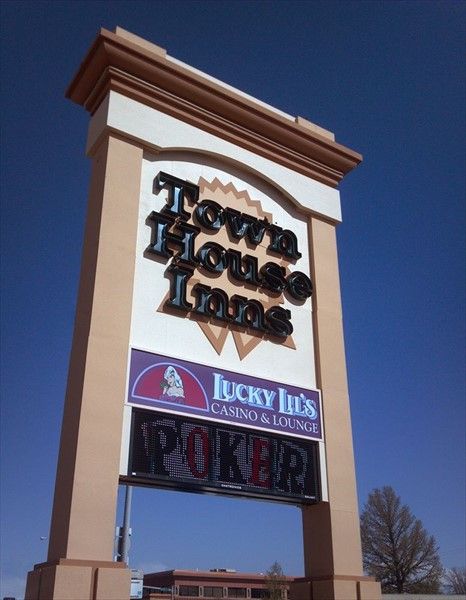 Town
House
Inns
LUCKY LIL'S
CASINO & LOUNGE
POKER